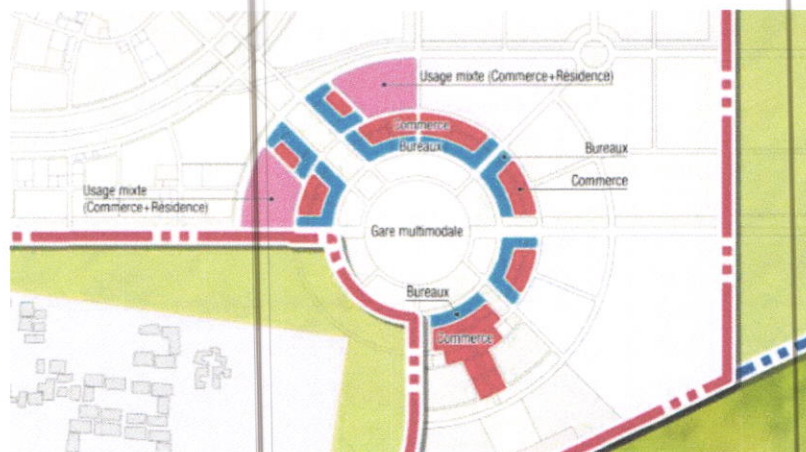 Usage mixte (Commerce+Résidence)
Commerce
Bureaux
Bureaux
Commerce
Usage mixte
(Commerce+Résidence)
Gare multimodale
Bureaux
Commerce